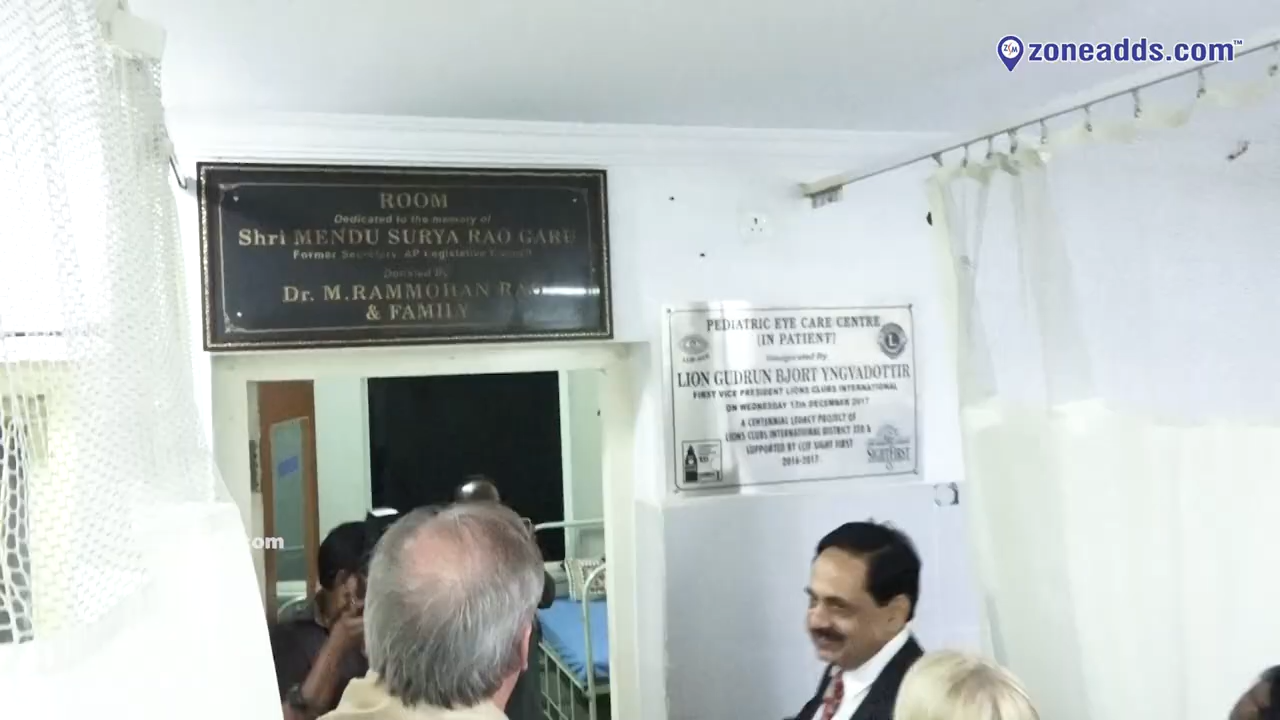 zoneadds.com™
ROOM
Dedicated to the memory of
Shri MENDU SURYA RAO GARU
Former Secretary, AP Legislative
Donated By
Dr. M.RAMMOHAN
& FAMILY
PEDIATRIC EYE CARE CENTRE
(IN PATIENT)
Inaugurated By
LION GUDRUN BJORT YNGVADOTTIR
FIRST VICE PRESIDENT LIONS CLUBS INTERNATIONAL
ON WEDNESDAY 13th DECEMBER 2017
A CENTENNIAL LEGACY PROJECT OF
LIONS CLUBS INTERNATIONAL DISTRICT
SUPPORTED BY LCIF SIGHT FIRST
2016-2017
SIGHTFIRST
.com